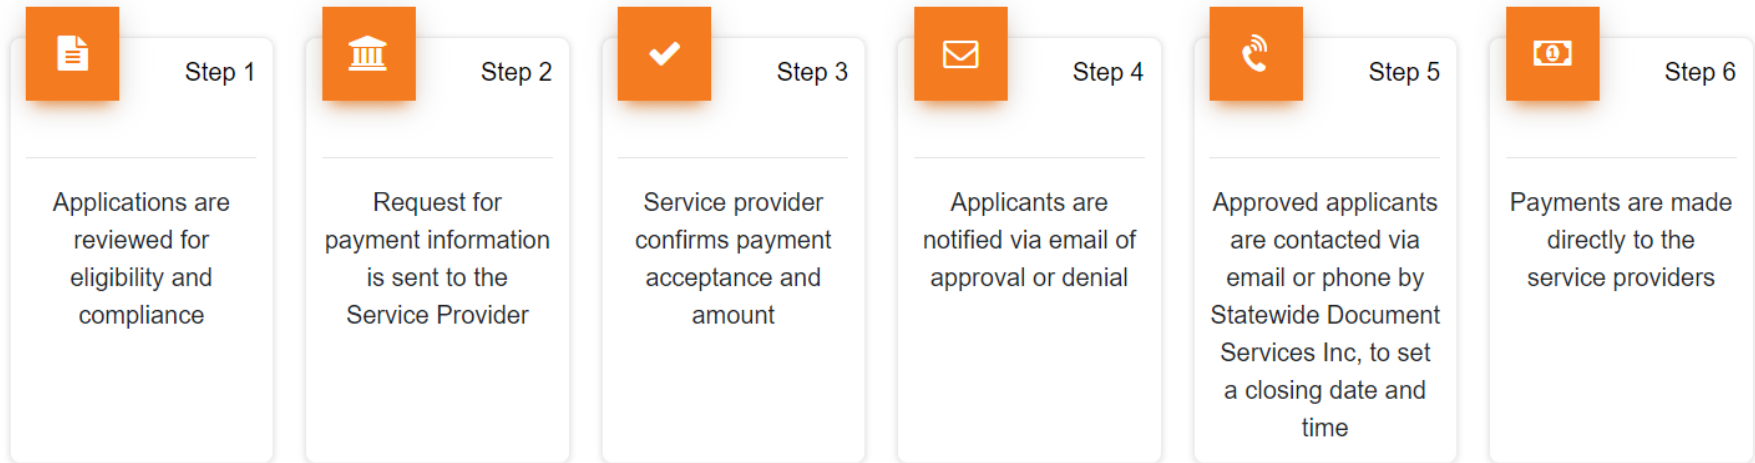 Step 1
Applications are
reviewed for
eligibility and
compliance
Step 2
Request for
payment information
is sent to the
Service Provider
Step 3
Service provider
confirms payment
acceptance and
amount
Step 4
Applicants are
notified via email of
approval or denial
Step 5
Approved applicants
are contacted via
email or phone by
Statewide Document
Services Inc, to set
a closing date and
time
Step 6
Payments are made
directly to the
service providers